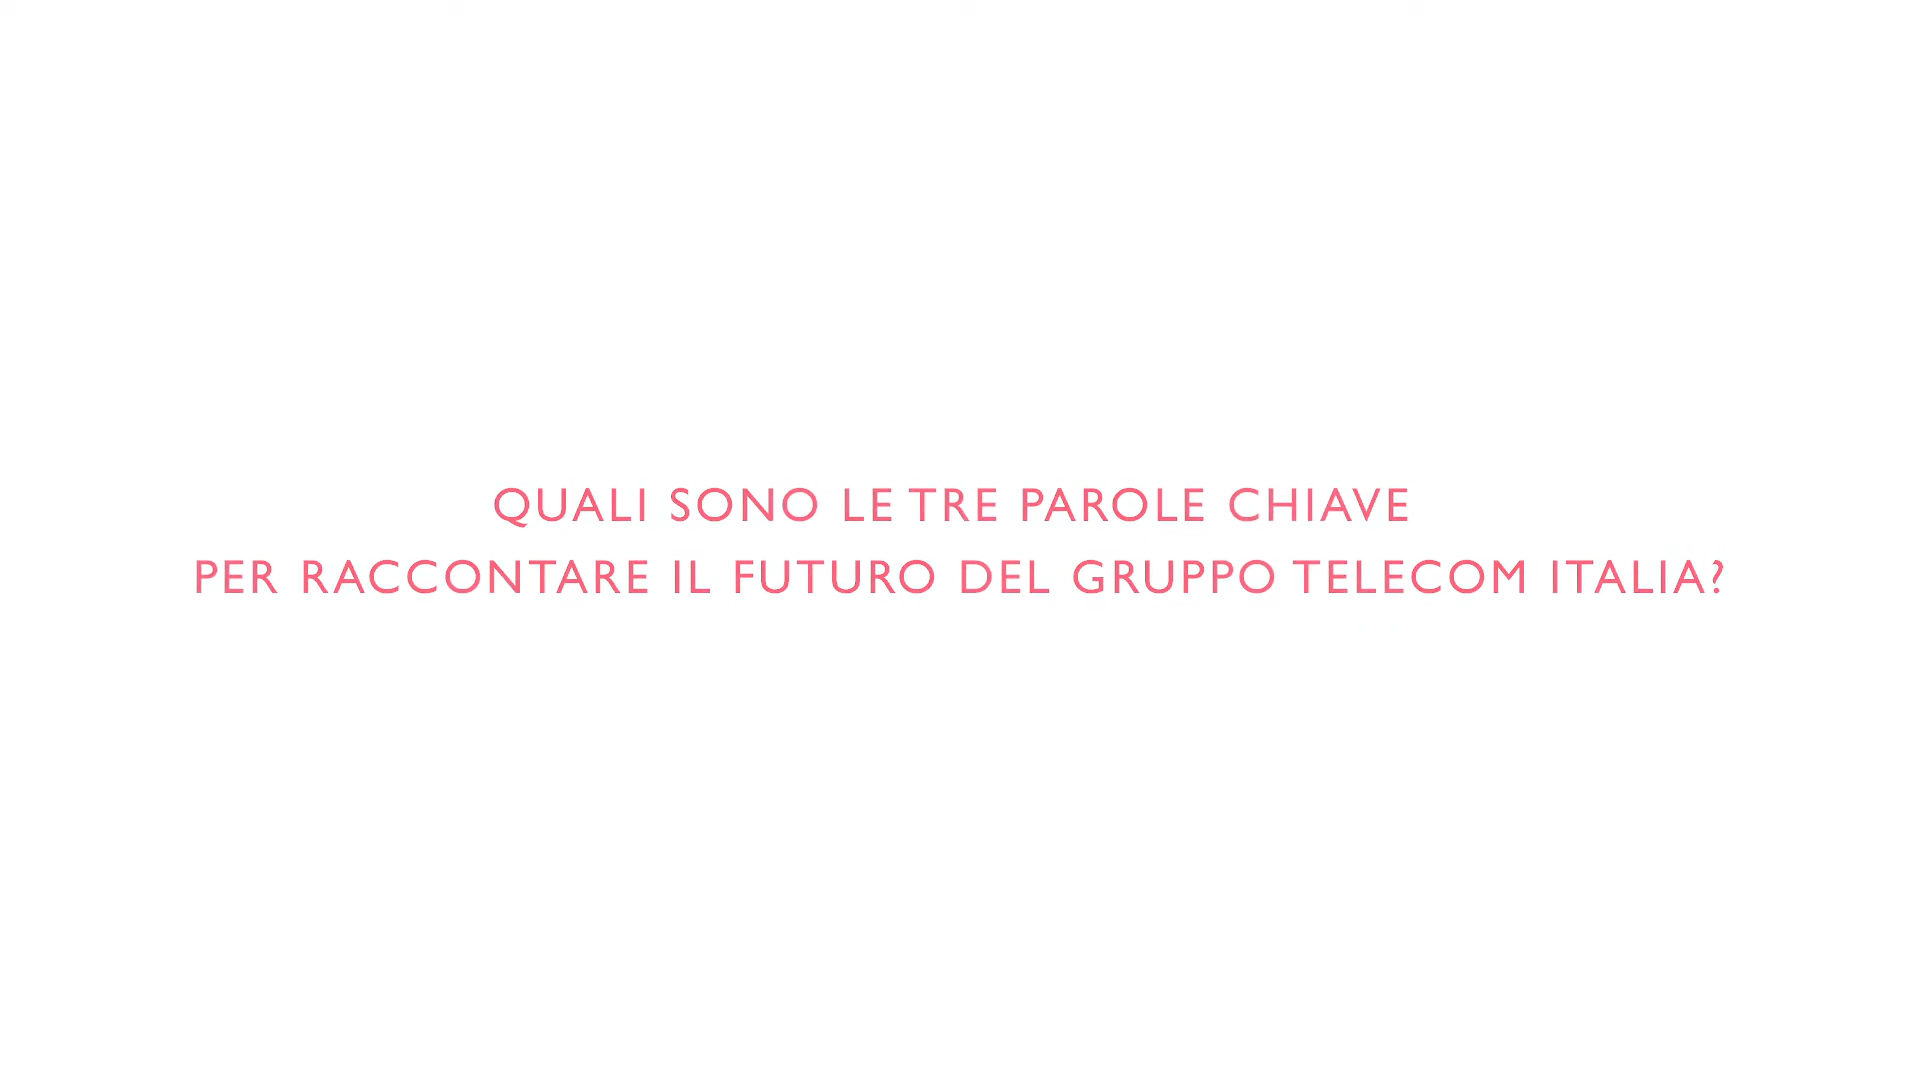 QUALI SONO LE TRE PAROLE CHIAVE
PER RACCONTARE IL FUTURO DEL GRUPPO TELECOM ITALIA?